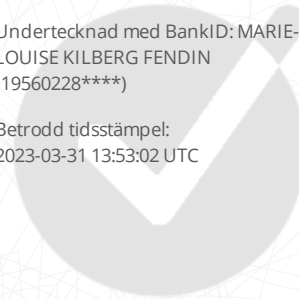 Undertecknad med BankID: MARIE-
LOUISE KILBERG FENDIN
(19560228****)
Betrodd tidsstämpel:
2023-03-31 13:53:02 UTC